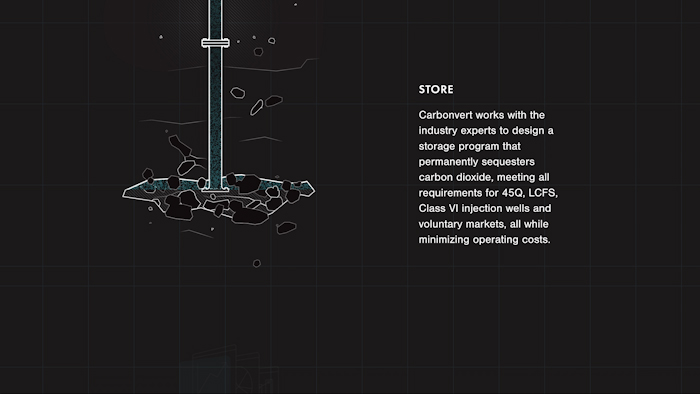 STORE
Carbonvert works with the
industry experts to design a
storage program that
permanently sequesters
carbon dioxide, meeting all
requirements for 45Q, LCFS,
Class VI injection wells and
voluntary markets, all while
minimizing operating costs.